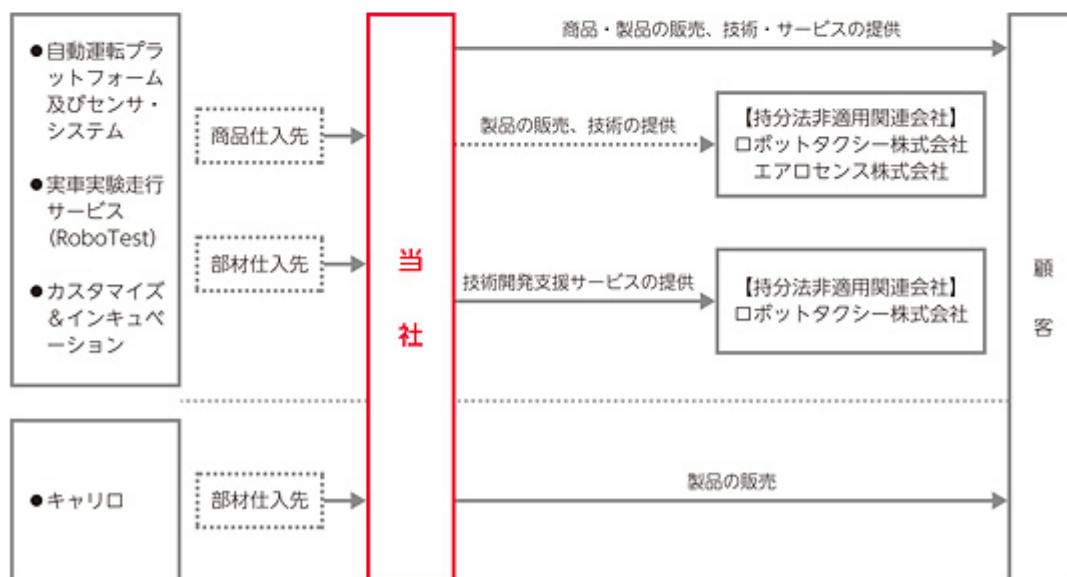 ●自動運転プラ
ットフォーム
及びセンサ・
システム
●実車実験走行
サービス
(RoboTest)
●カスタマイズ
＆インキュベ
ーション
商品仕入先
部材仕入先
当
社
商品・製品の販売、技術・サービスの提供
製品の販売、技術の提供
【持分法非適用関連会社】
ロボットタクシー株式会社
エアロセンス株式会社
技術開発支援サービスの提供
【持分法非適用関連会社】
ロボットタクシー株式会社
顧
客
●キャリロ
部材仕入先
製品の販売